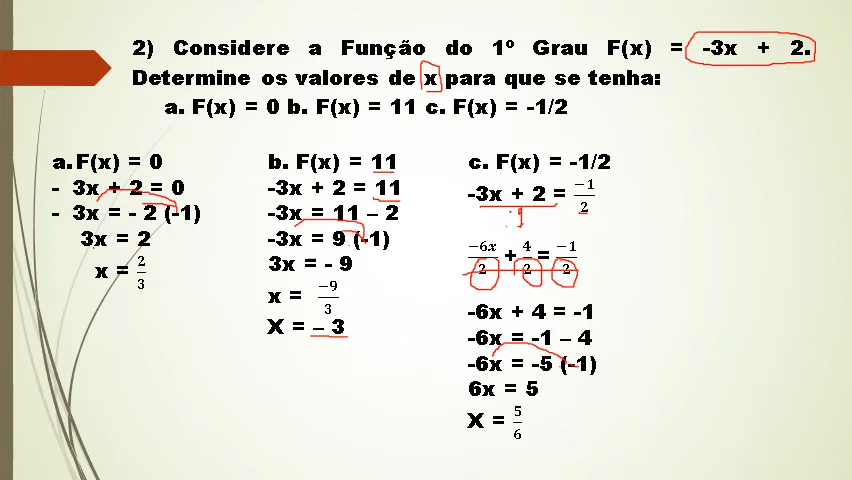 2) Considere a Função do 1º Grau F(x) = -3x + 2.
Determine os valores de x para que se tenha:
a. F(x) = 0 b. F(x) = 11 c. F(x) = -1/2
a. F(x) = 0
- 3x + 2 = 0
- 3x = - 2 (-1)
3x = 2
x = 2/3
b. F(x) = 11
-3x + 2 = 11
-3x = 11 – 2
-3x = 9 (-1)
3x = - 9
x = −9/3
X = – 3
c. F(x) = -1/2
-3x + 2 = −1/2
−6x/2 + 4/2 = −1/2
-6x + 4 = -1
-6x = -1 – 4
-6x = -5 (-1)
6x = 5
X = 5/6